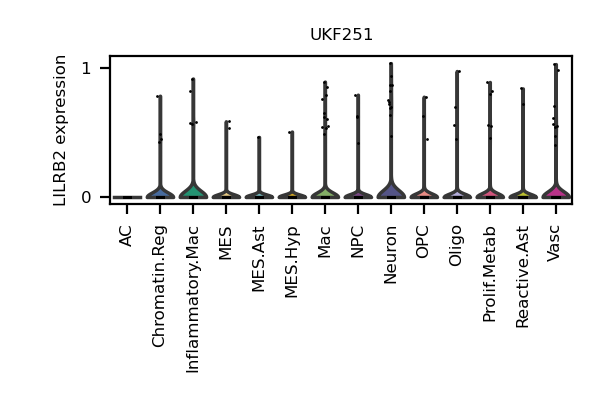 UKF251
LILRB2 expression
1
0
AC
Chromatin.Reg
Inflammatory.Mac
MES
MES.Ast
MES.Hyp
Mac
NPC
Neuron
OPC
Oligo
Prolif.Metab
Reactive.Ast
Vasc